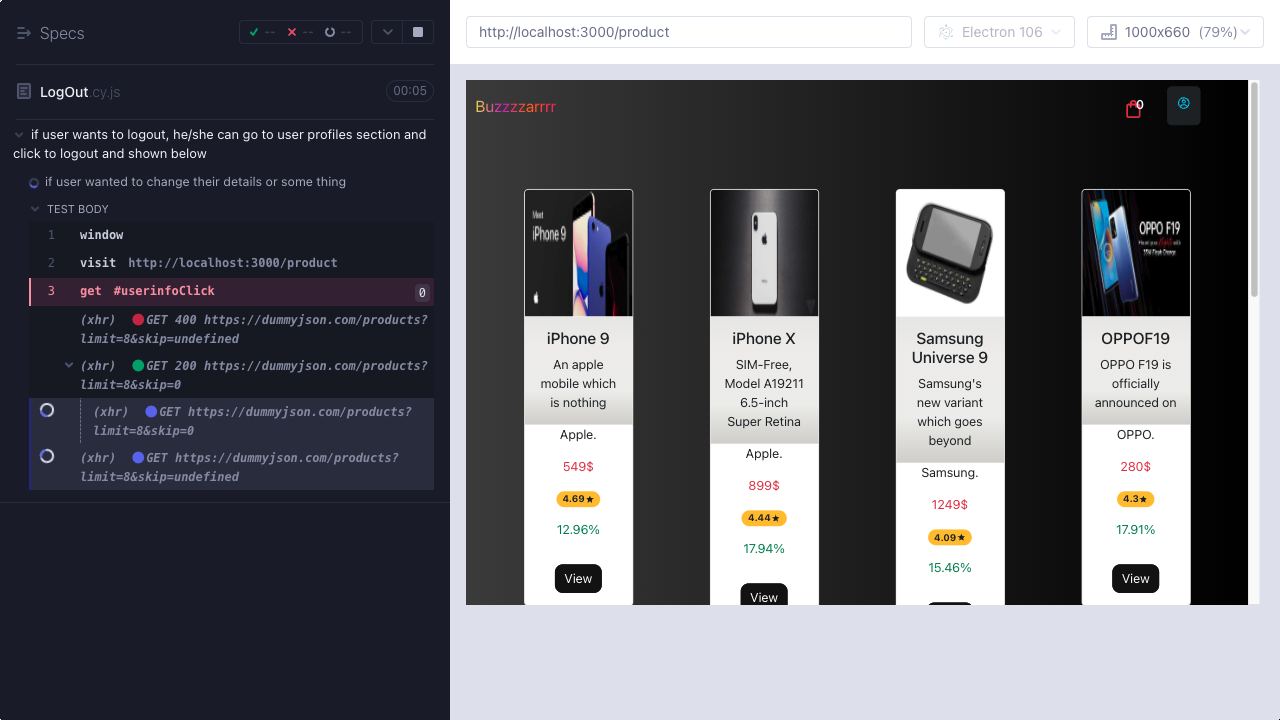 Specs
-- -- --
http://localhost:3000/product
Electron 106
1000x660 (79%)
LogOut.cy.js
00:05
if user wants to logout, he/she can go to user profiles section and
click to logout and shown below
if user wanted to change their details or some thing
TEST BODY
1 window
2 visit http://localhost:3000/product
3 get #userinfoClick 0
(xhr) GET 400 https://dummyjson.com/products?
limit=8&skip=undefined
(xhr) GET 200 https://dummyjson.com/products?
limit=8&skip=0
(xhr) GET https://dummyjson.com/products?
limit=8&skip=0
(xhr) GET https://dummyjson.com/products?
limit=8&skip=undefined
Buzzzzarrrr
0
Meet
iPhone 9
iPhone 9
An apple
mobile which
is nothing
Apple.
549$
4.69★
12.96%
View
iPhone X
SIM-Free,
Model A19211
6.5-inch
Super Retina
Apple.
899$
4.44★
17.94%
View
Samsung
Universe 9
Samsung's
new variant
which goes
beyond
Samsung.
1249$
4.09★
15.46%
OPPO F19
OPPOF19
OPPO F19 is
officially
announced on
OPPO.
280$
4.3★
17.91%
View